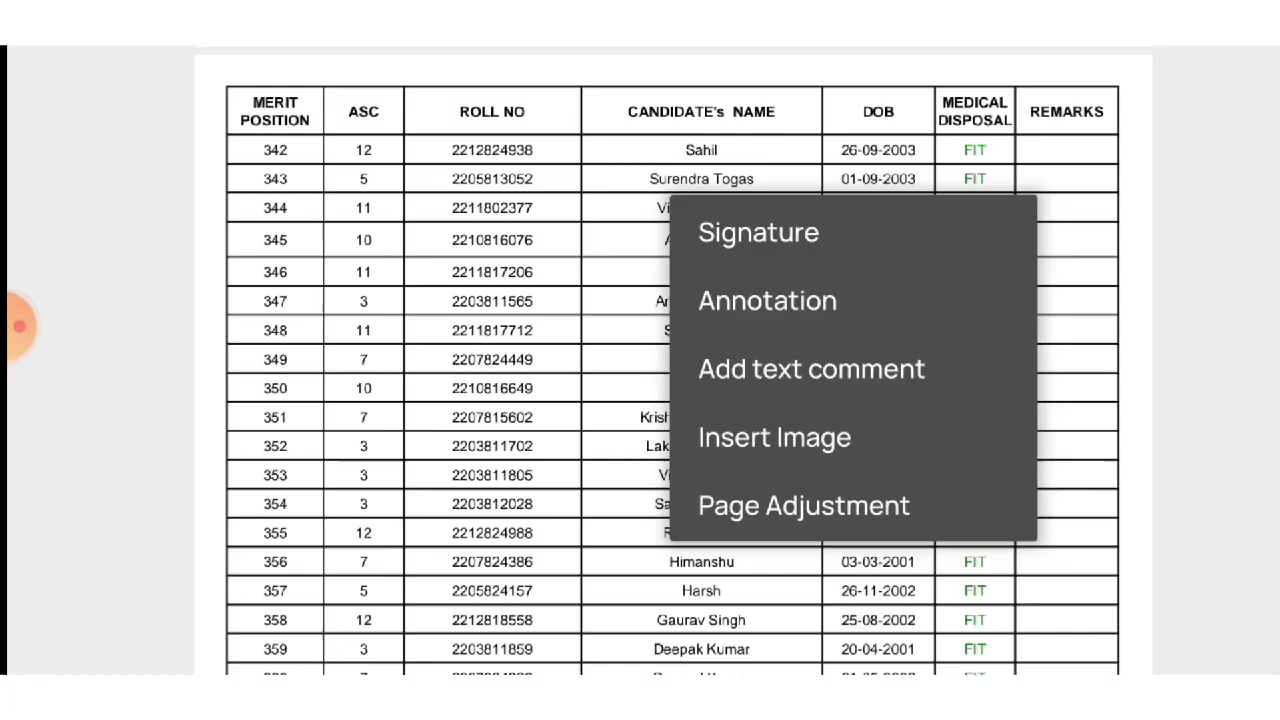 MERIT POSITION ASC ROLL NO CANDIDATE's NAME DOB MEDICAL DISPOSAL REMARKS
342 12 2212824938 Sahil 26-09-2003 FIT
343 5 2205813052 Surendra Togas 01-09-2003 FIT
344 11 2211802377
345 10 2210816076
346 11 2211817206
347 3 2203811565
348 11 2211817712
349 7 2207824449
350 10 2210816649
351 7 2207815602
352 3 2203811702
353 3 2203811805
354 3 2203812028
355 12 2212824988
356 7 2207824386 Himanshu 03-03-2001 FIT
357 5 2205824157 Harsh 26-11-2002 FIT
358 12 2212818558 Gaurav Singh 25-08-2002 FIT
359 3 2203811859 Deepak Kumar 20-04-2001 FIT
Signature
Annotation
Add text comment
Insert Image
Page Adjustment